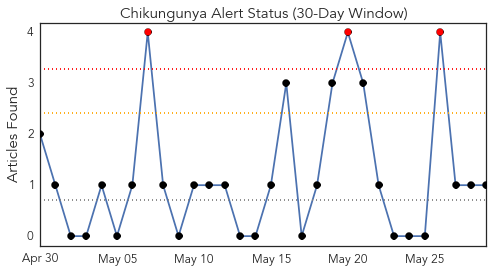 Chikungunya Alert Status (30-Day Window)
Articles Found
4
3
2
1
0
Apr 30 May 05 May 10 May 15 May 20 May 25